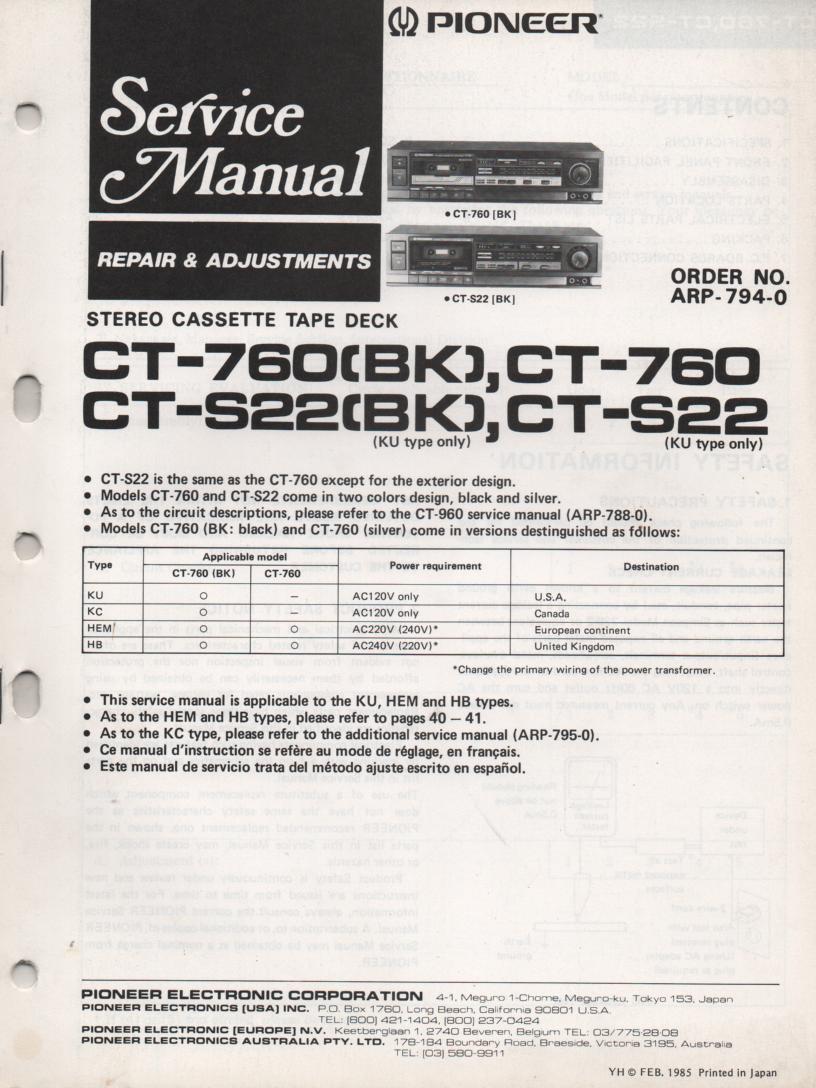 PIONEER
Service
Manual
REPAIR & ADJUSTMENTS
• CT-760 [BK]
• CT-S22 [BK]
ORDER NO.
ARP-794-0
STEREO CASSETTE TAPE DECK
CT-760(BK), CT-760
CT-S22(BK), CT-S22
(KU type only) (KU type only)
• CT-S22 is the same as the CT-760 except for the exterior design.
• Models CT-760 and CT-S22 come in two colors design, black and silver.
• As to the circuit descriptions, please refer to the CT-960 service manual (ARP-788-0).
• Models CT-760 (BK: black) and CT-760 (silver) come in versions destinguished as follows:
Type Applicable model Power requirement Destination
CT-760 (BK) CT-760
KU ○ – AC120V only U.S.A.
KC ○ – AC120V only Canada
HEM ○ ○ AC220V (240V)* European continent
HB ○ ○ AC240V (220V)* United Kingdom
*Change the primary wiring of the power transformer.
• This service manual is applicable to the KU, HEM and HB types.
• As to the HEM and HB types, please refer to pages 40 – 41.
• As to the KC type, please refer to the additional service manual (ARP-795-0).
• Ce manual d'instruction se refère au mode de réglage, en français.
• Este manual de servicio trata del método ajuste escrito en español.
PIONEER ELECTRONIC CORPORATION 4-1, Meguro 1-Chome, Meguro-ku, Tokyo 153, Japan
PIONEER ELECTRONICS [USA] INC. P.O. Box 1760, Long Beach, California 90801 U.S.A.
TEL: [800] 421-1404, [800] 237-0424
PIONEER ELECTRONIC [EUROPE] N.V. Keetberglaan 1, 2740 Beveren, Belgium TEL: 03/775·28·08
PIONEER ELECTRONICS AUSTRALIA PTY. LTD. 178-184 Boundary Road, Braeside, Victoria 3195, Australia
TEL: [03] 580-9911
YH © FEB. 1985 Printed in Japan